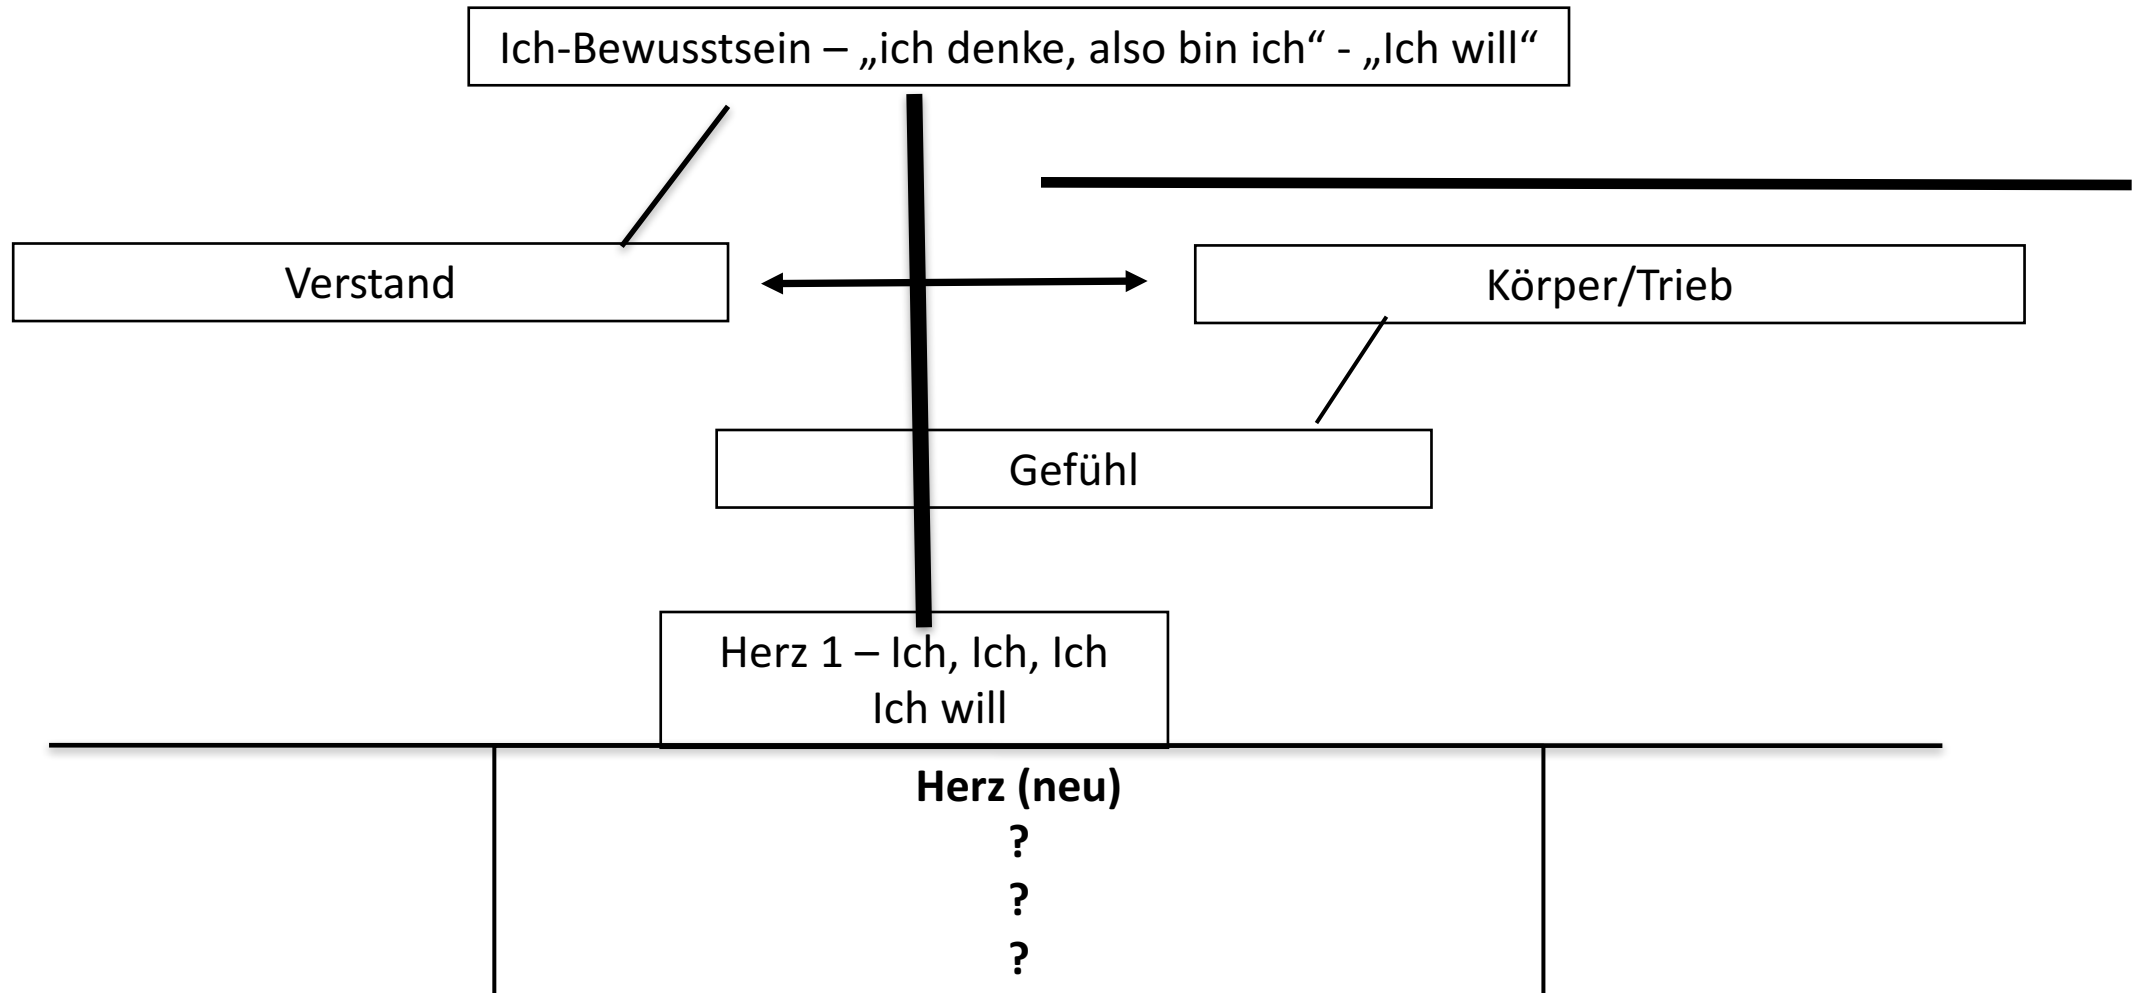 Ich-Bewusstsein – „ich denke, also bin ich“ - „Ich will“
Verstand
Körper/Trieb
Gefühl
Herz 1 – Ich, Ich, Ich
Ich will
Herz (neu)
?
?
?